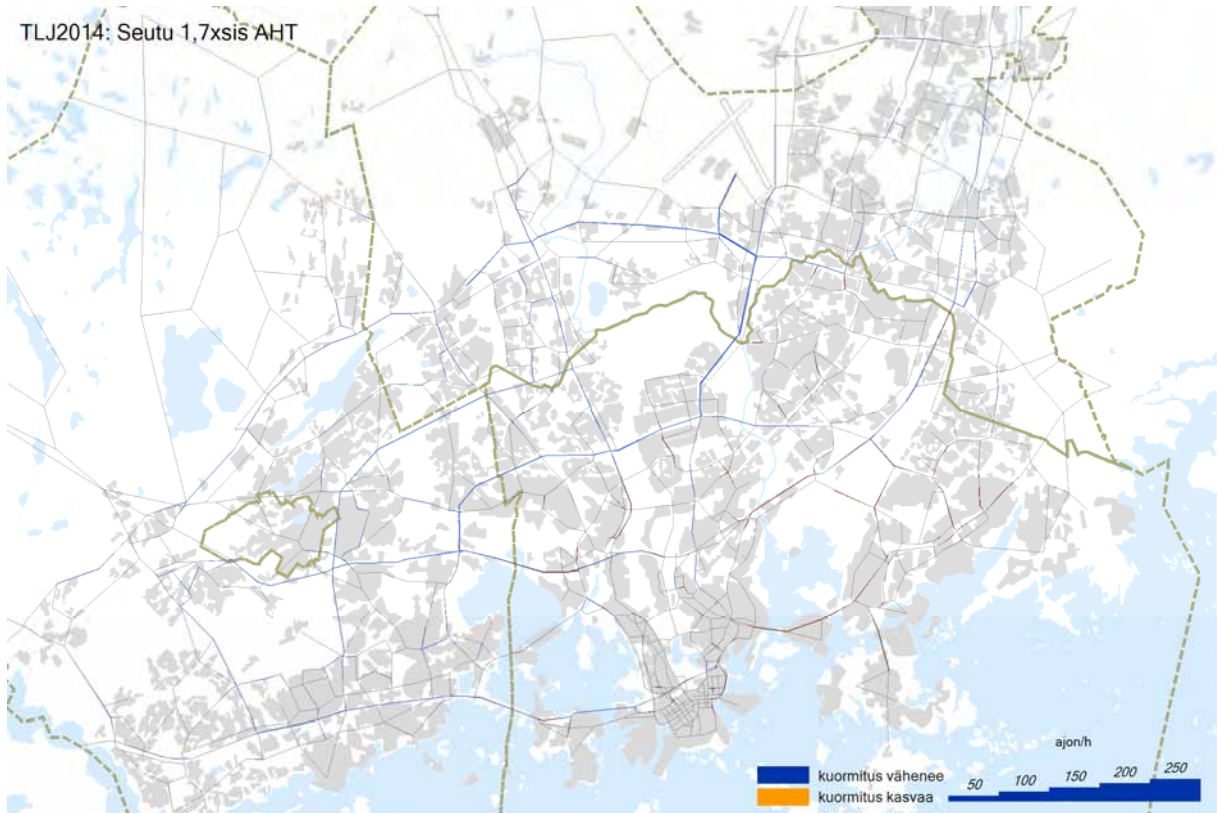 TLJ2014: Seutu 1,7xsis AHT
ajon/h
kuormitus vähenee
50 100 150 200 250
kuormitus kasvaa